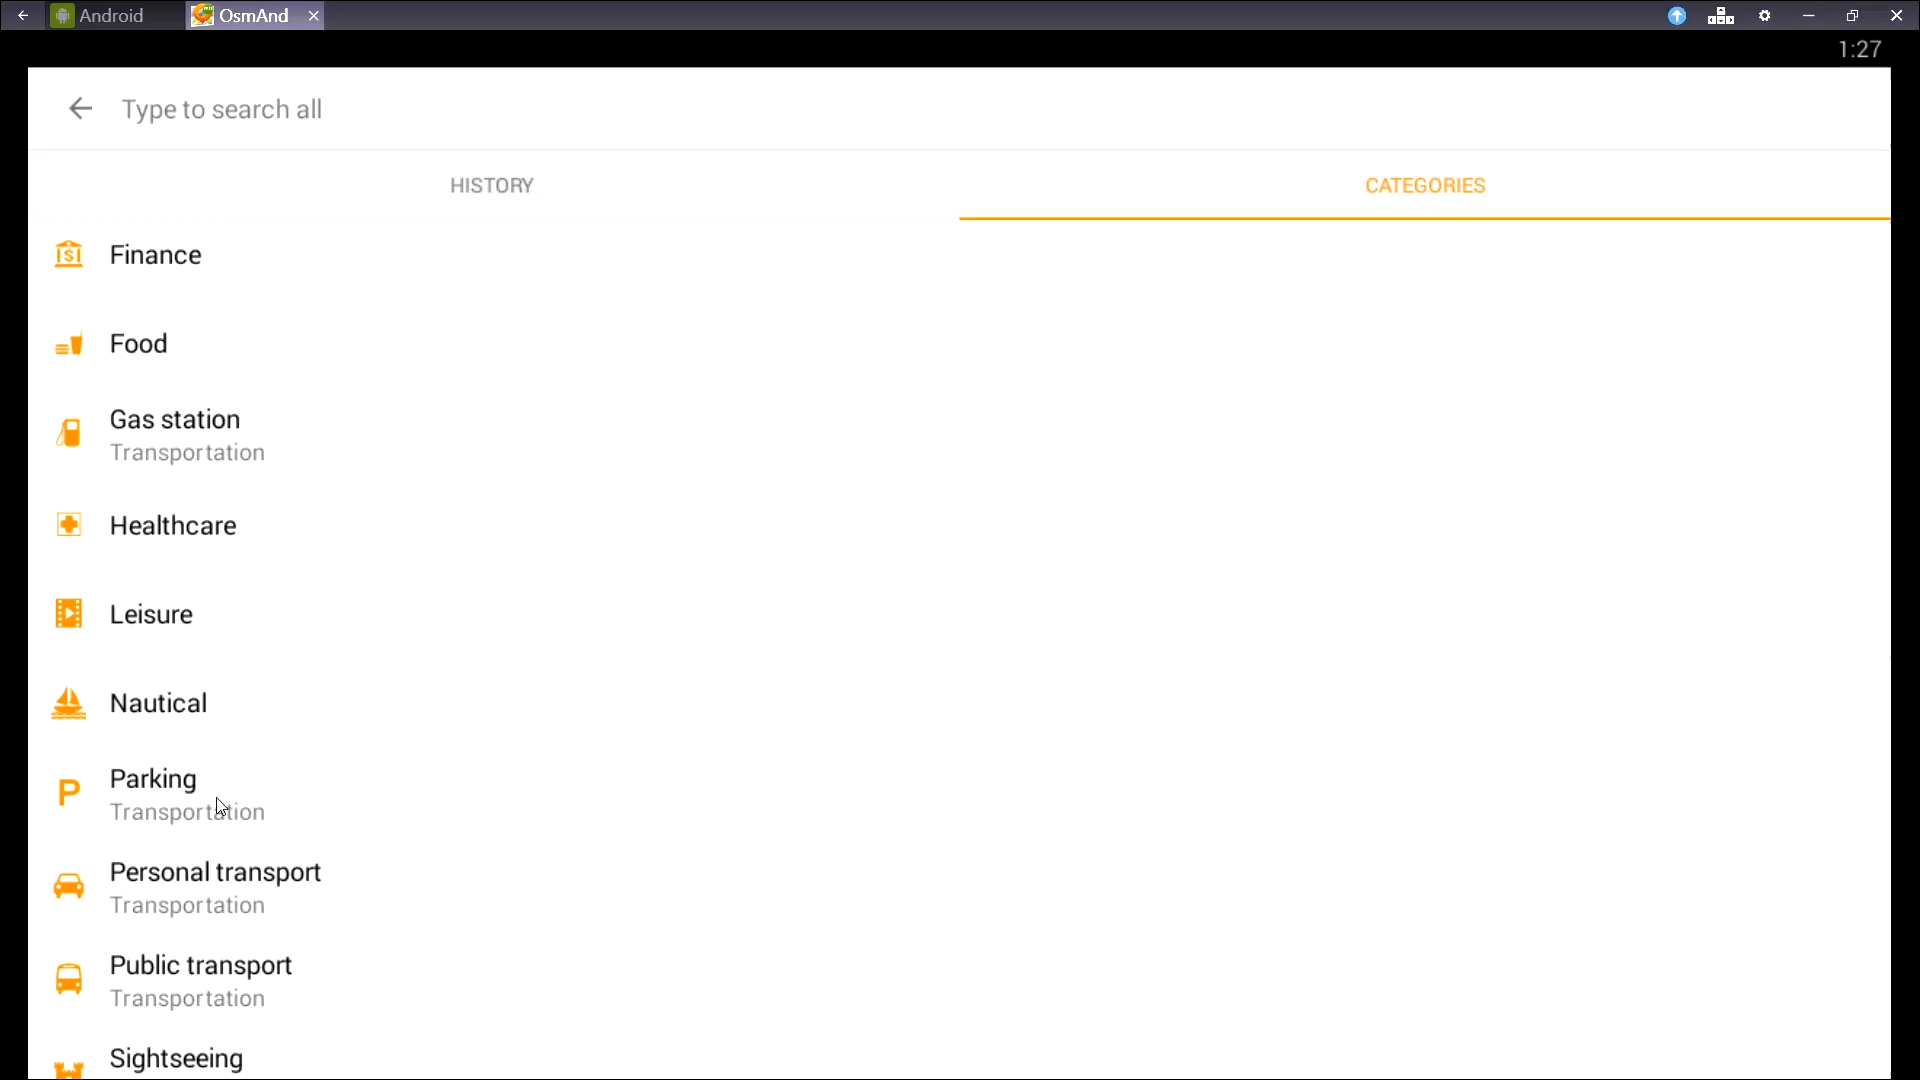 Android
OsmAnd
1:27
Type to search all
HISTORY
CATEGORIES
Finance
Food
Gas station
Transportation
Healthcare
Leisure
Nautical
P
Parking
Transportation
Personal transport
Transportation
Public transport
Transportation
Sightseeing